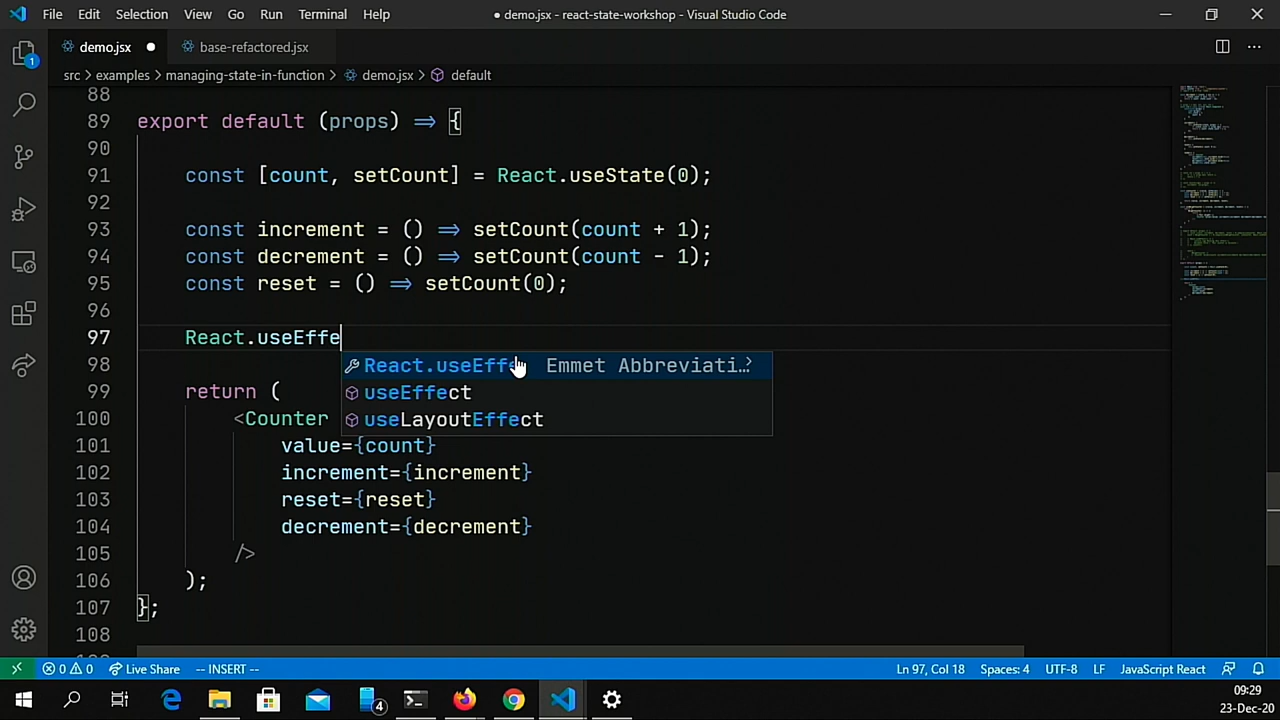 File Edit Selection View Go Run Terminal Help ● demo.jsx - react-state-workshop - Visual Studio Code
demo.jsx ● base-refactored.jsx
src > examples > managing-state-in-function > demo.jsx > default
1
88
89 export default (props) => {
90
91 const [count, setCount] = React.useState(0);
92
93 const increment = () => setCount(count + 1);
94 const decrement = () => setCount(count - 1);
95 const reset = () => setCount(0);
96
97 React.useEffe
98 React.useEffe Emmet Abbreviati…>
useEffect
useLayoutEffect
99 return (
100 <Counter
101 value={count}
102 increment={increment}
103 reset={reset}
104 decrement={decrement}
105 />
106 );
107 };
108
0 0 Live Share -- INSERT -- Ln 97, Col 18 Spaces: 4 UTF-8 LF JavaScript React
4
09:29
23-Dec-20